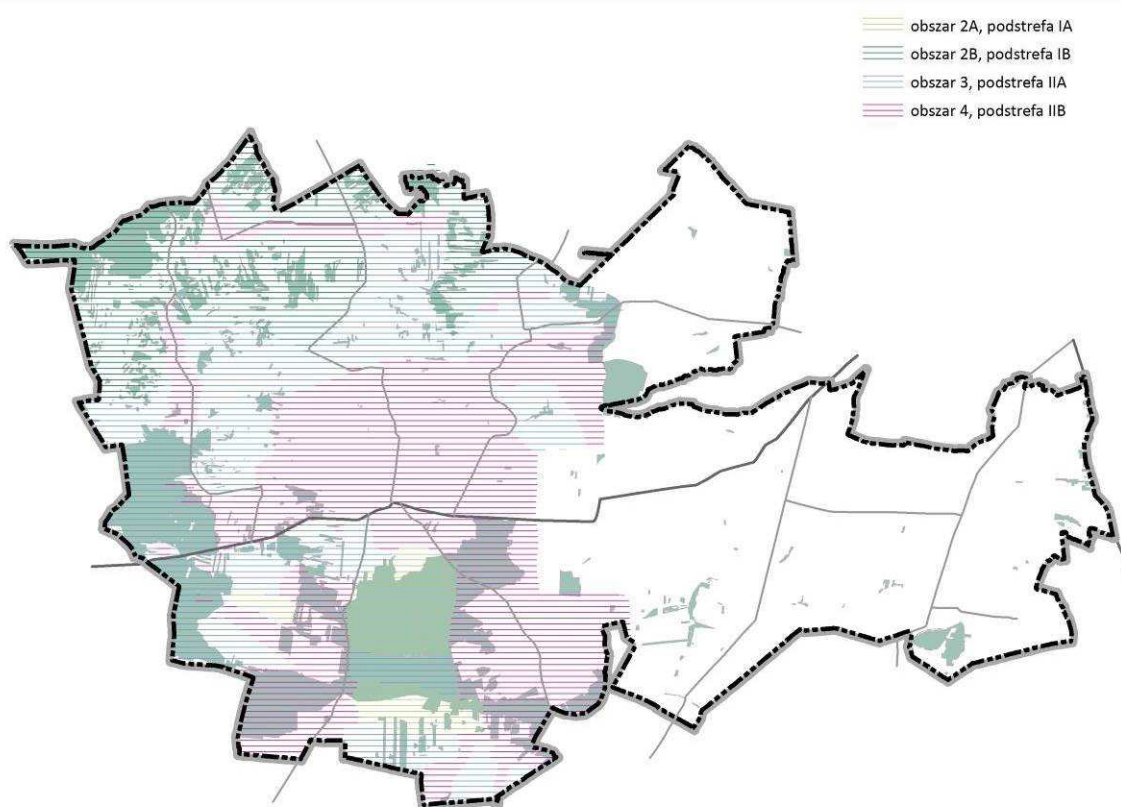 obszar 2A, podstrefa IA
obszar 2B, podstrefa IB
obszar 3, podstrefa IIA
obszar 4, podstrefa IIB